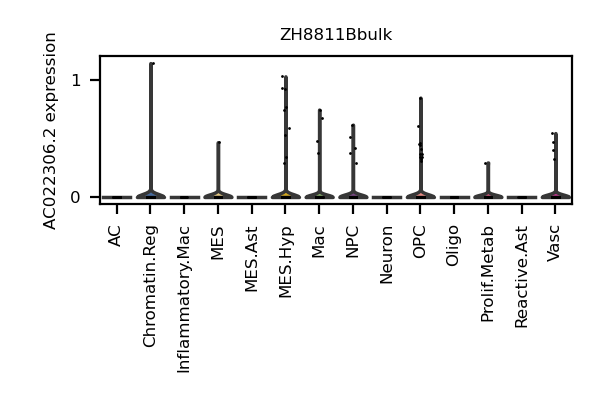 ZH8811Bbulk
AC022306.2 expression
1
0
AC
Chromatin.Reg
Inflammatory.Mac
MES
MES.Ast
MES.Hyp
Mac
NPC
Neuron
OPC
Oligo
Prolif.Metab
Reactive.Ast
Vasc